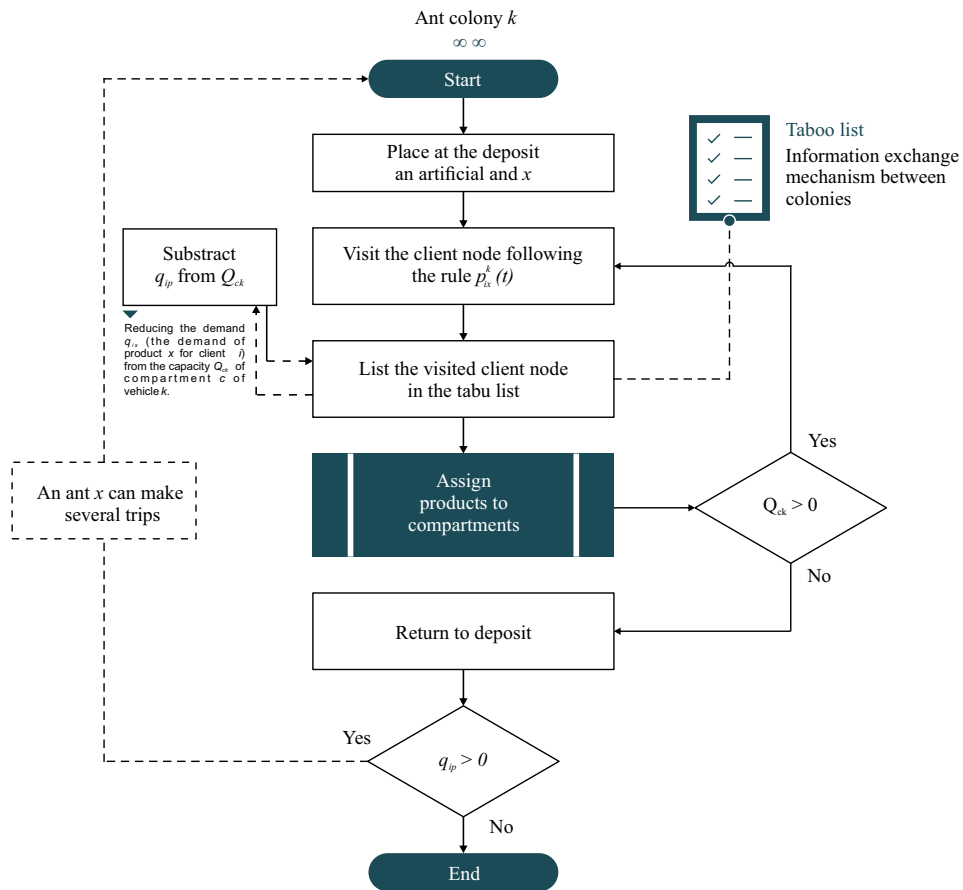 Ant colony k
∞ ∞
Start
Place at the deposit
an artificial and x
Taboo list
Information exchange
mechanism between
colonies
Visit the client node following
the rule p_ix^k (t)
Substract
q_ip from Q_ck
Reducing the demand
q_ix (the demand of
product x for client i)
from the capacity Q_ck of
compartment c of
vehicle k.
List the visited client node
in the tabu list
Yes
Assign
products to
compartments
Q_ck > 0
An ant x can make
several trips
No
Return to deposit
Yes
q_ip > 0
No
End